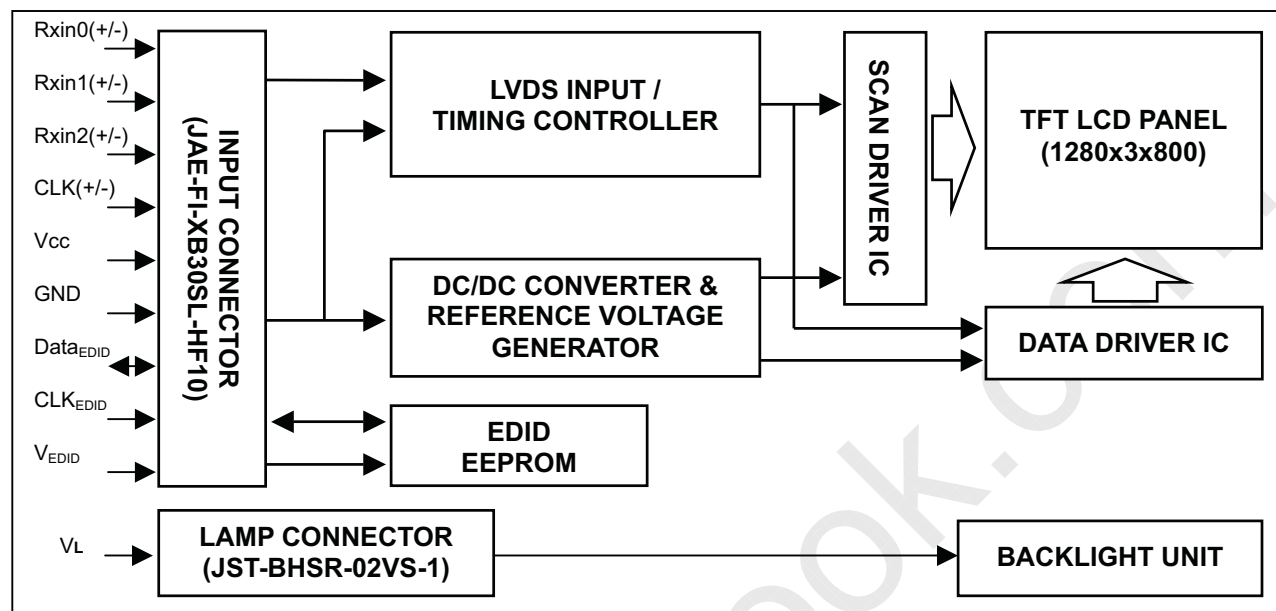 Rxin0(+/-)
Rxin1(+/-)
Rxin2(+/-)
CLK(+/-)
Vcc
GND
DataEDID
CLKEDID
VEDID
VL
INPUT CONNECTOR
(JAE-FI-XB30SL-HF10)
LVDS INPUT /
TIMING CONTROLLER
DC/DC CONVERTER &
REFERENCE VOLTAGE
GENERATOR
EDID
EEPROM
LAMP CONNECTOR
(JST-BHSR-02VS-1)
SCAN DRIVER IC
TFT LCD PANEL
(1280x3x800)
DATA DRIVER IC
BACKLIGHT UNIT
ook.com